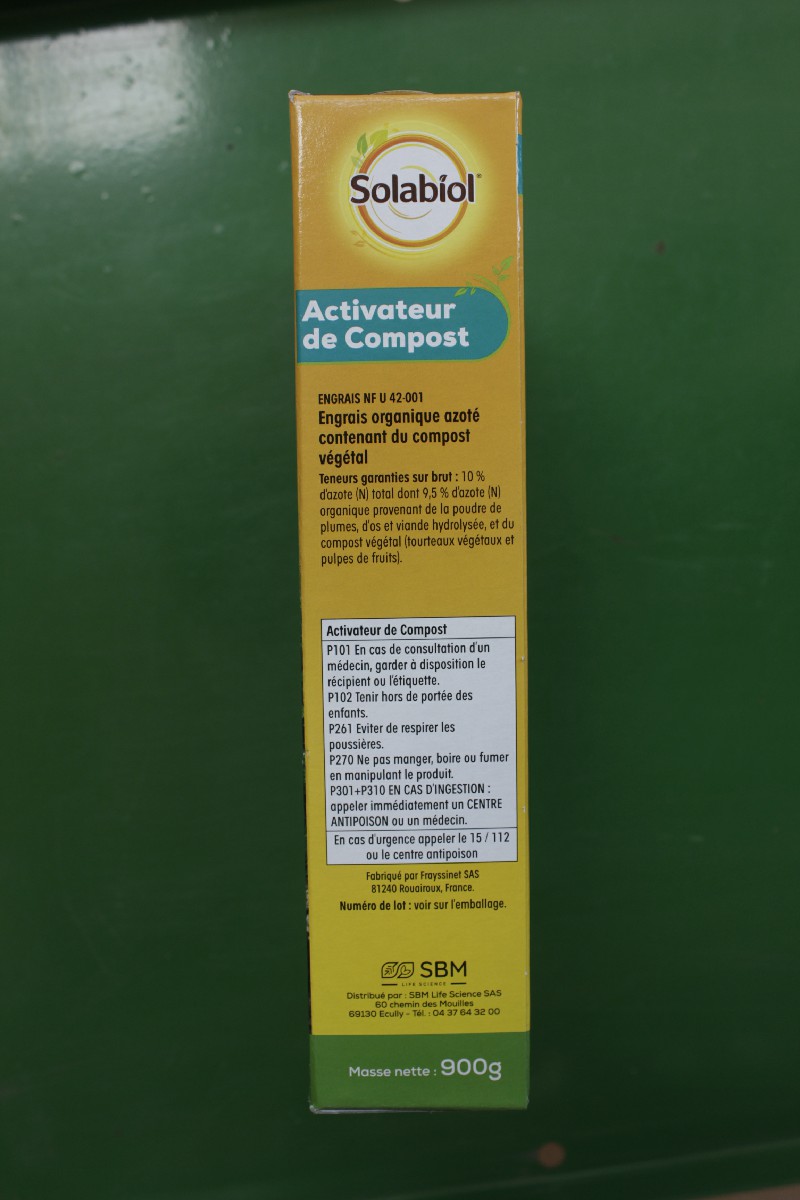 Solabiol
Activateur
de Compost
ENGRAIS NF U 42-001
Engrais organique azoté
contenant du compost
végétal
Teneurs garanties sur brut : 10 %
d'azote (N) total dont 9,5 % d'azote (N)
organique provenant de la poudre de
plumes, d'os et viande hydrolysée, et du
compost végétal (tourteaux végétaux et
pulpes de fruits).
Activateur de Compost
P101 En cas de consultation d'un
médecin, garder à disposition le
récipient ou l'étiquette.
P102 Tenir hors de portée des
enfants.
P261 Eviter de respirer les
poussières.
P270 Ne pas manger, boire ou fumer
en manipulant le produit.
P301+P310 EN CAS D'INGESTION :
appeler immédiatement un CENTRE
ANTIPOISON ou un médecin.
En cas d'urgence appeler le 15 / 112
ou le centre antipoison
Fabriqué par Frayssinet SAS
81240 Rouairoux, France.
Numéro de lot : voir sur l'emballage.
SBM
LIFE SCIENCE
Distribué par : SBM Life Science SAS
60 chemin des Mouilles
69130 Ecully - Tél. : 04 37 64 32 00
Masse nette : 900g